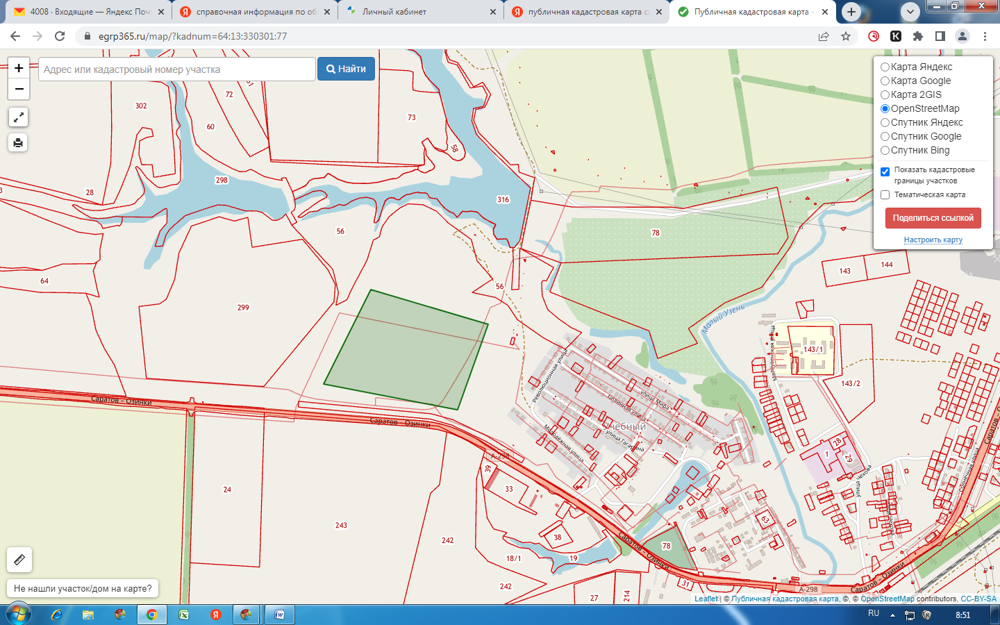 4008 · Входящие — Яндекс Поч
справочная информация по об
Личный кабинет
публичная кадастровая карта са
Публичная кадастровая карта -
egrp365.ru/map/?kadnum=64:13:330301:77
+
−
Адрес или кадастровый номер участка
Найти
Карта Яндекс
Карта Google
Карта 2GIS
OpenStreetMap
Спутник Яндекс
Спутник Google
Спутник Bing
Показать кадастровые
границы участков
Тематическая карта
Поделиться ссылкой
Настроить карту
72
302
60
73
58
298
28
316
56
78
64
56
299
143
144
Малый Узень
143/1
143/2
Саратов - Озинки
Саратов - Озинки
Революционная улица
улица Мира
Целинная улица
Учебный
улица Гагарина
Молодёжная улица
А-298
39
33
24
243
242
38
18/1
19
242
27
214
31
78
63
1
28
29
улица Чехова
Солнечная улица
Саратов - Озинки
Саратов - Озинки
А-298
Не нашли участок/дом на карте?
Leaflet | © Публичная кадастровая карта, ©, © OpenStreetMap contributors, CC-BY-SA
RU
8:51